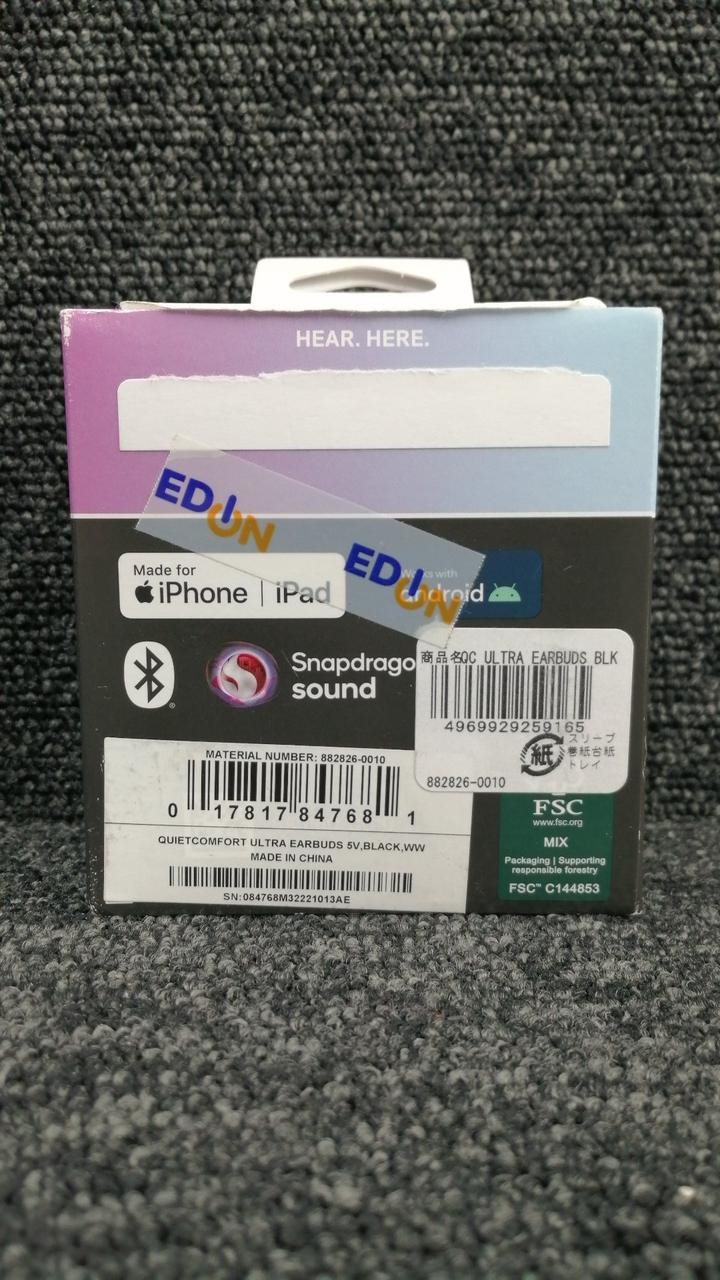 HEAR. HERE.
EDION
EDION
Made for
iPhone | iPad
Works with
android
Snapdrago
sound
商品名QC ULTRA EARBUDS BLK
4969929259165
紙
スリーブ
巻紙台紙
トレイ
882826-0010
MATERIAL NUMBER: 882826-0010
0 17817 84768 1
QUIETCOMFORT ULTRA EARBUDS 5V,BLACK,WW
MADE IN CHINA
SN:084768M32221013AE
FSC
www.fsc.org
MIX
Packaging | Supporting
responsible forestry
FSC™ C144853